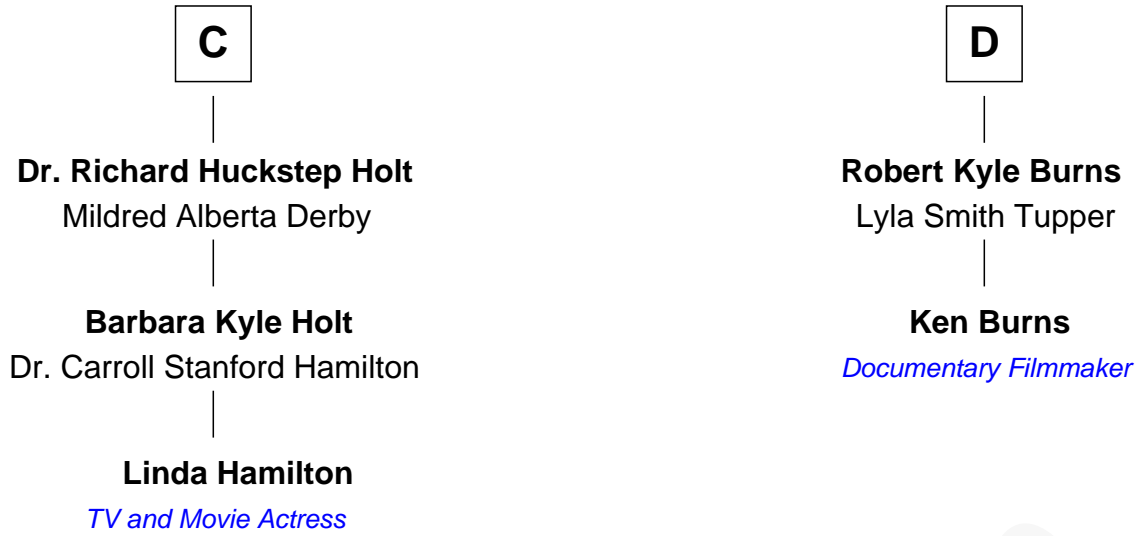 C
Dr. Richard Huckstep Holt
Mildred Alberta Derby
Barbara Kyle Holt
Dr. Carroll Stanford Hamilton
Linda Hamilton
TV and Movie Actress
D
Robert Kyle Burns
Lyla Smith Tupper
Ken Burns
Documentary Filmmaker